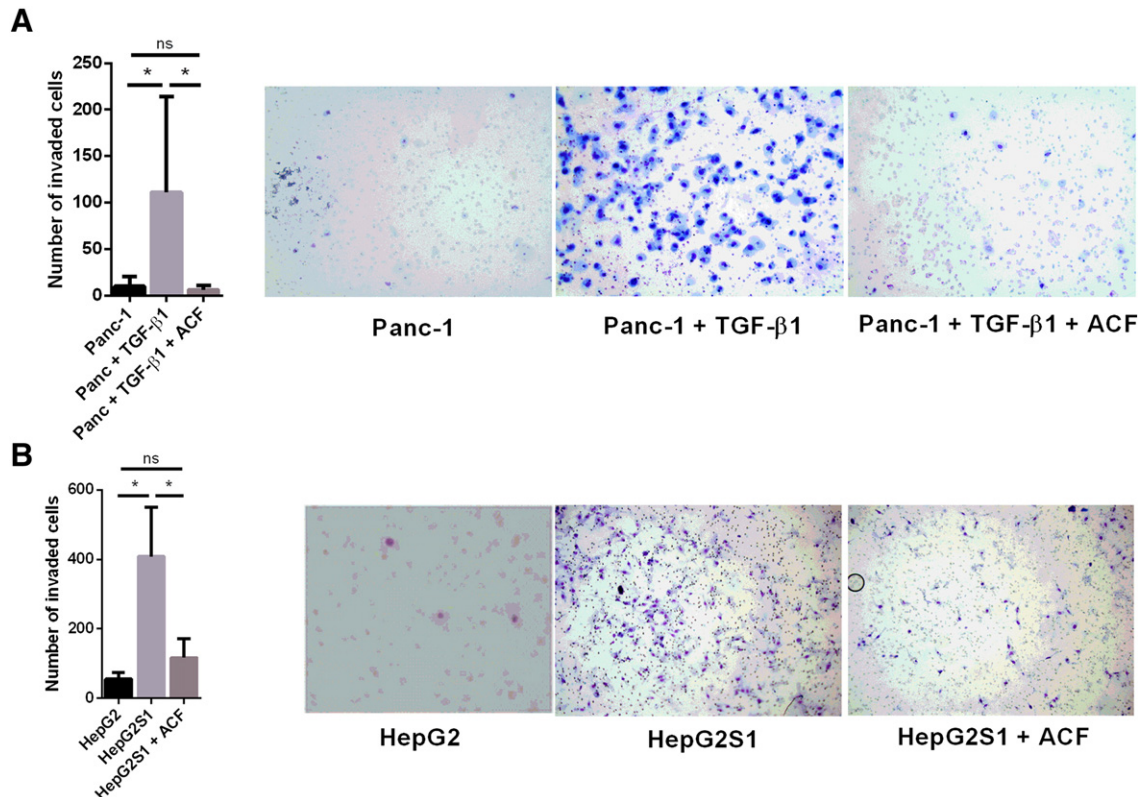 A
ns
* *
Number of invaded cells
250
200
150
100
50
0
Panc-1
Panc + TGF-β1
Panc + TGF-β1 + ACF
Panc-1
Panc-1 + TGF-β1
Panc-1 + TGF-β1 + ACF
B
ns
* *
Number of invaded cells
600
400
200
0
HepG2
HepG2S1
HepG2S1 + ACF
HepG2
HepG2S1
HepG2S1 + ACF